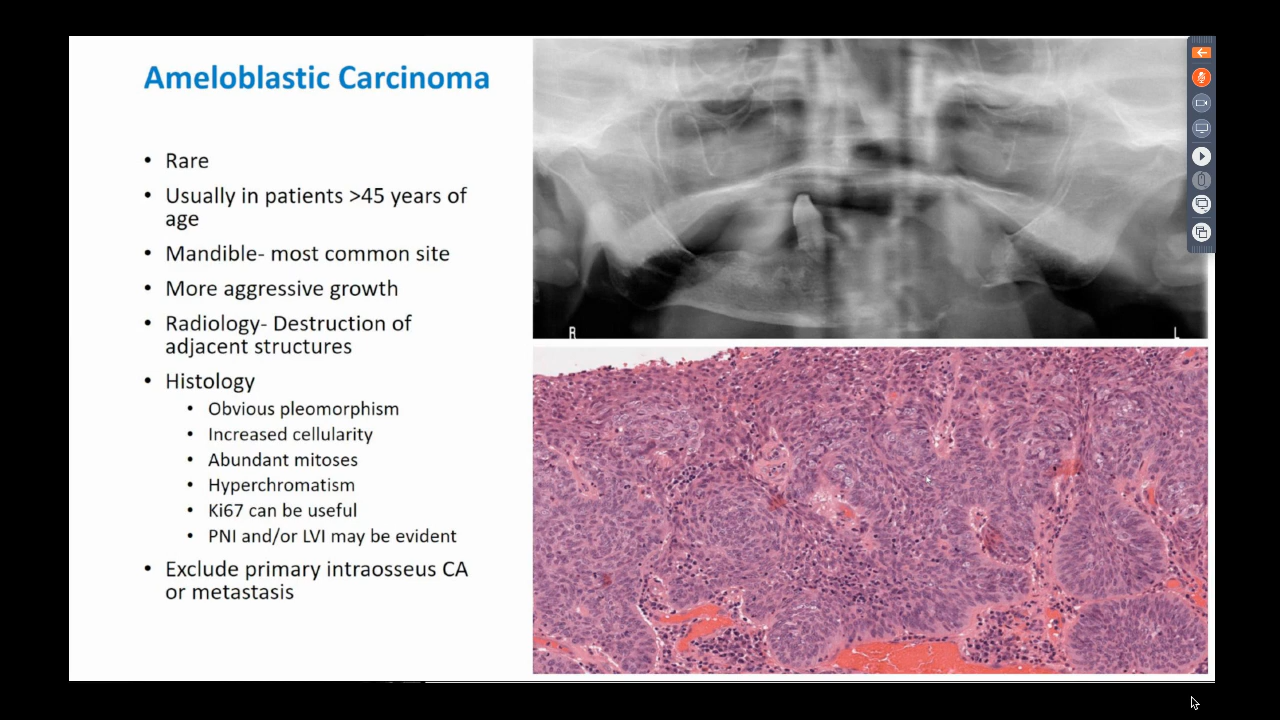 Ameloblastic Carcinoma
• Rare
• Usually in patients >45 years of
age
• Mandible- most common site
• More aggressive growth
• Radiology- Destruction of
adjacent structures
• Histology
• Obvious pleomorphism
• Increased cellularity
• Abundant mitoses
• Hyperchromatism
• Ki67 can be useful
• PNI and/or LVI may be evident
• Exclude primary intraosseus CA
or metastasis
R
L